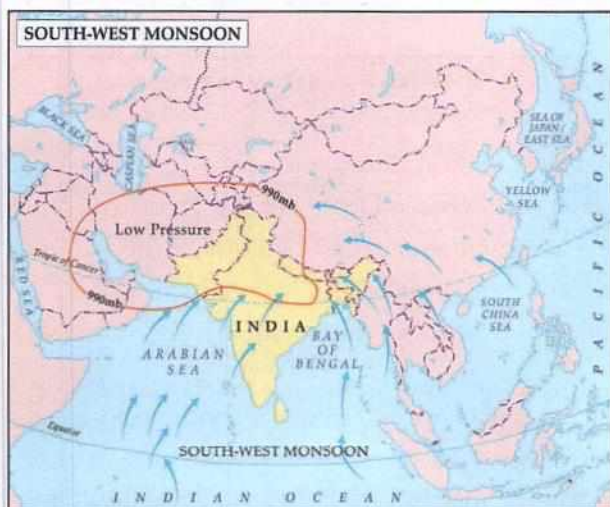 SOUTH-WEST MONSOON
BLACK SEA
CASPIAN SEA
SEA OF
JAPAN /
EAST SEA
YELLOW
SEA
PACIFIC
990mb
Low Pressure
Tropic of Cancer
990mb
RED SEA
INDIA
ARABIAN
SEA
BAY
OF
BENGAL
SOUTH
CHINA
SEA
Equator
SOUTH-WEST MONSOON
INDIAN OCEAN